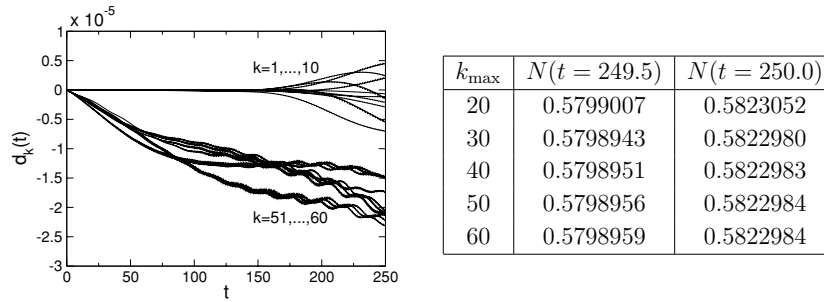 x 10^-5
1
0.5
0
-0.5
-1
-1.5
-2
-2.5
-3
d_k(t)
k=1,...,10
k=51,...,60
0 50 100 150 200 250
t
k_max N(t = 249.5) N(t = 250.0)
20 0.5799007 0.5823052
30 0.5798943 0.5822980
40 0.5798951 0.5822983
50 0.5798956 0.5822984
60 0.5798959 0.5822984